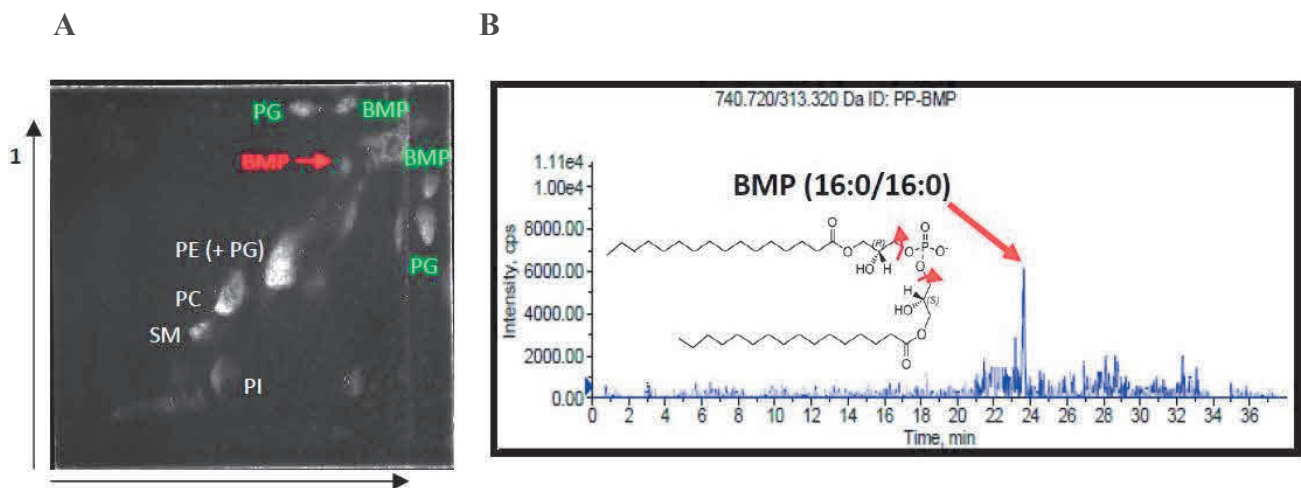 A
B
1
PG
BMP
BMP
BMP
PE (+ PG)
PG
PC
SM
PI
740.720/313.320 Da ID: PP-BMP
1.11e4
1.00e4
8000.00
6000.00
4000.00
2000.00
0.00
Intensity, cps
BMP (16:0/16:0)
O
O
(R)
HO
H
O
O
P
O⁻
O
H
(S)
HO
O
O
0 2 4 6 8 10 12 14 16 18 20 22 24 26 28 30 32 34 36
Time, min